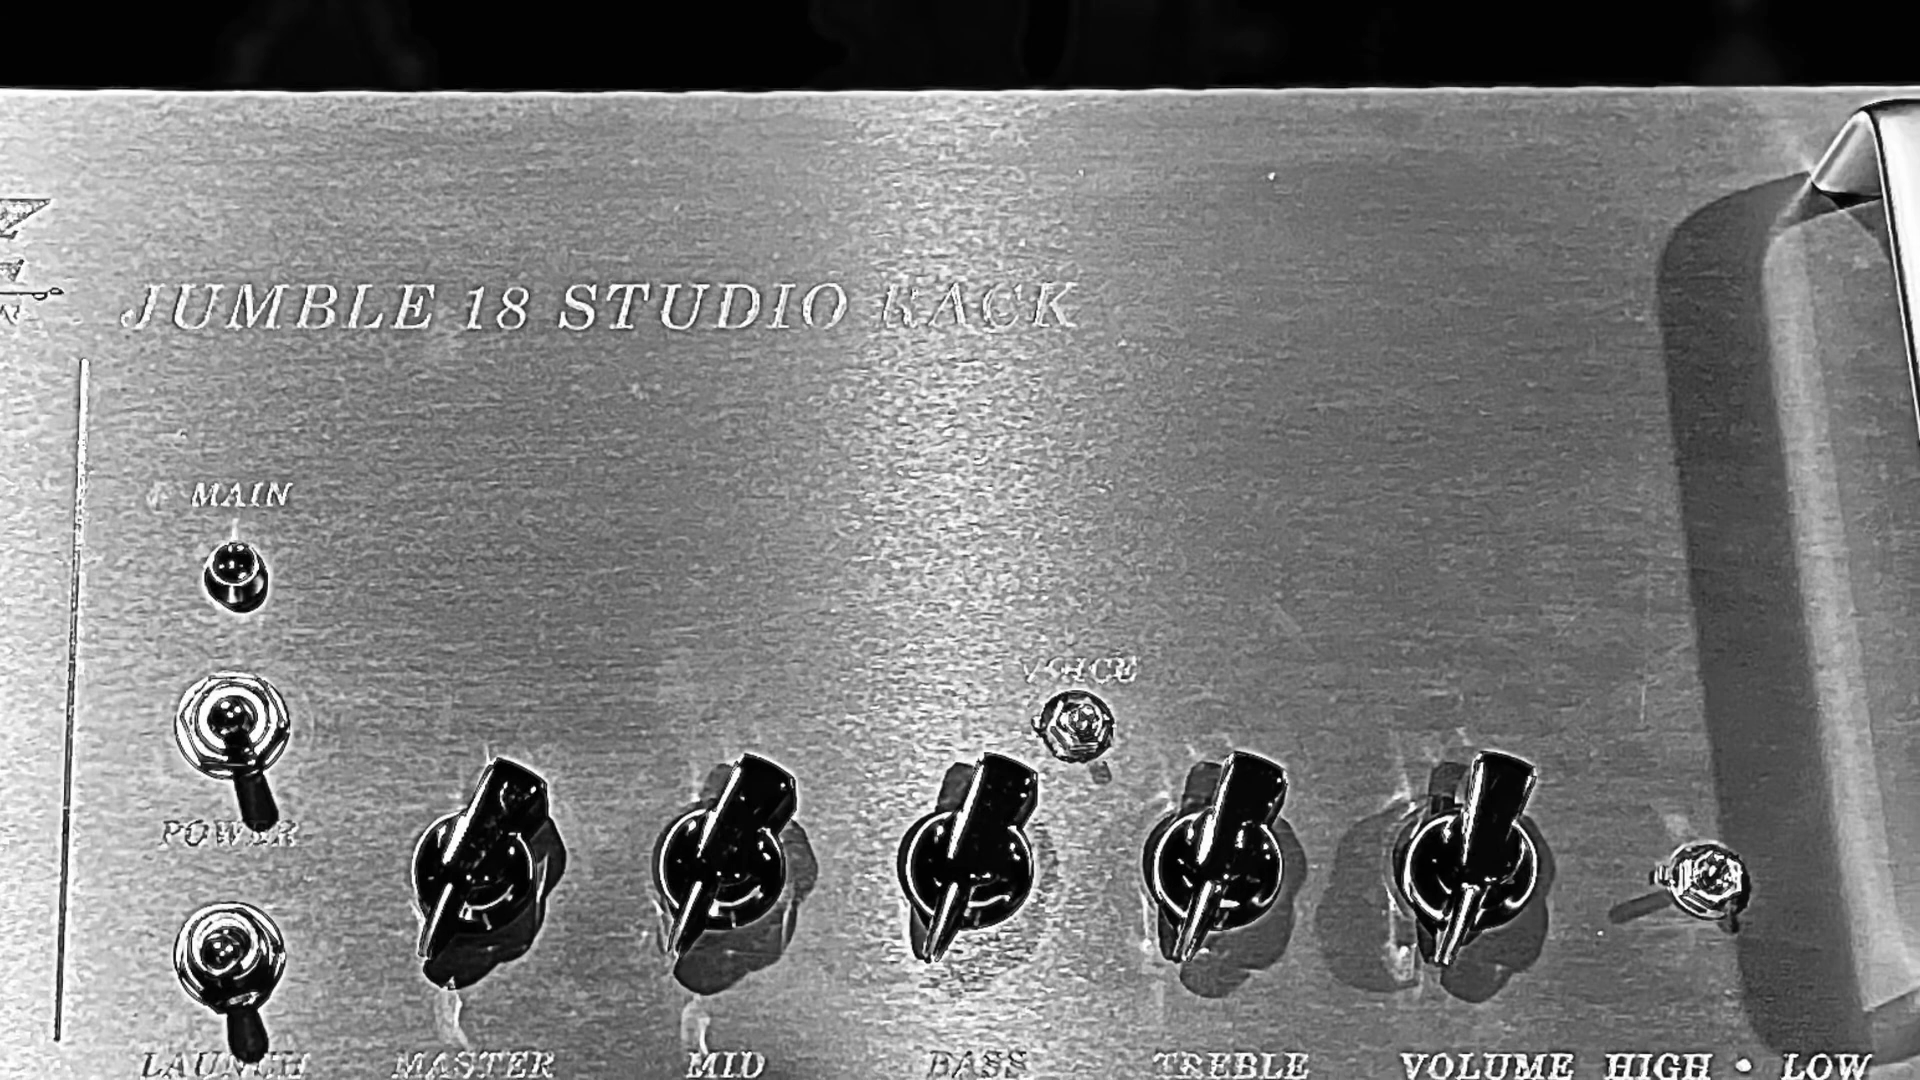 JUMBLE 18 STUDIO RACK
MAIN
VOICE
POWER
LAUNCH MASTER MID BASS TREBLE VOLUME HIGH • LOW